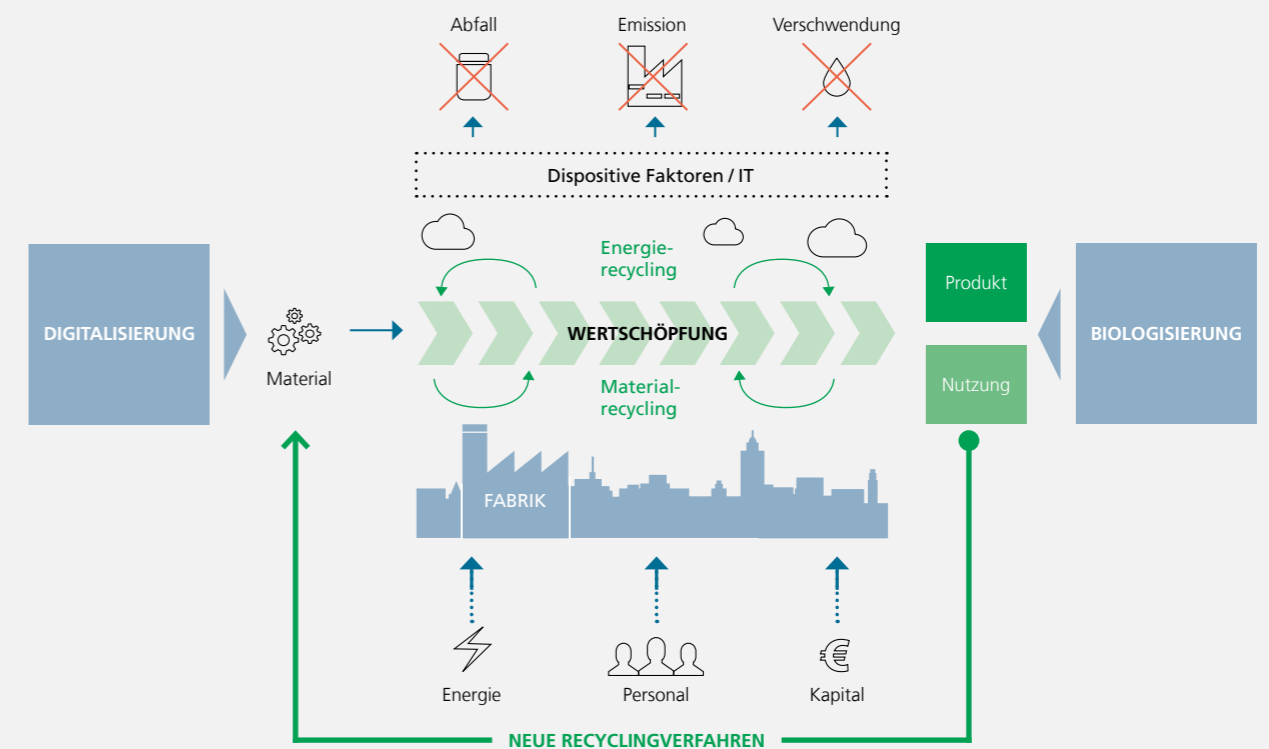 Abfall
Emission
Verschwendung
Dispositive Faktoren / IT
Energie-
recycling
DIGITALISIERUNG
Material
WERTSCHÖPFUNG
Produkt
Nutzung
BIOLOGISIERUNG
Material-
recycling
FABRIK
€
Energie
Personal
Kapital
NEUE RECYCLINGVERFAHREN